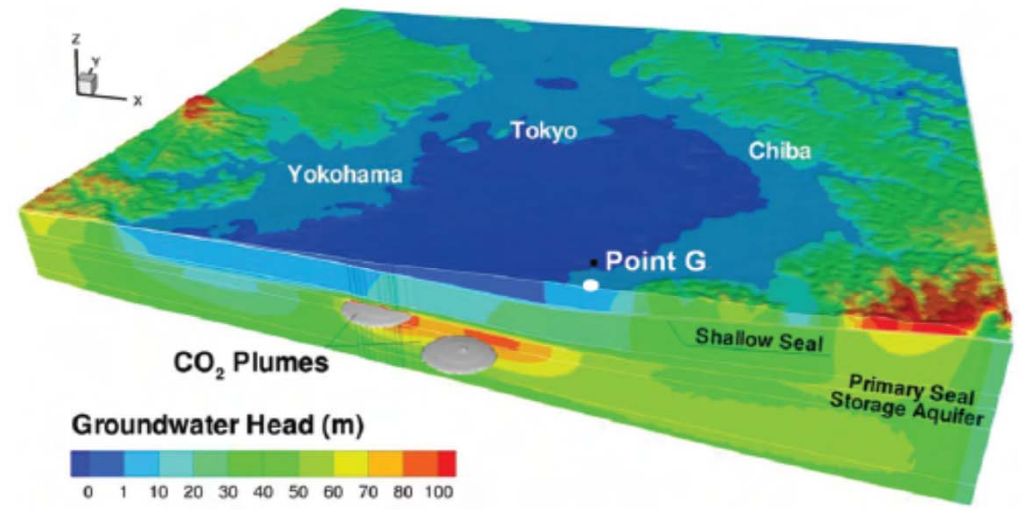 Z
Y
X
Tokyo
Chiba
Yokohama
Point G
Shallow Seal
CO₂ Plumes
Primary Seal
Storage Aquifer
Groundwater Head (m)
0 1 10 20 30 40 50 60 70 80 100